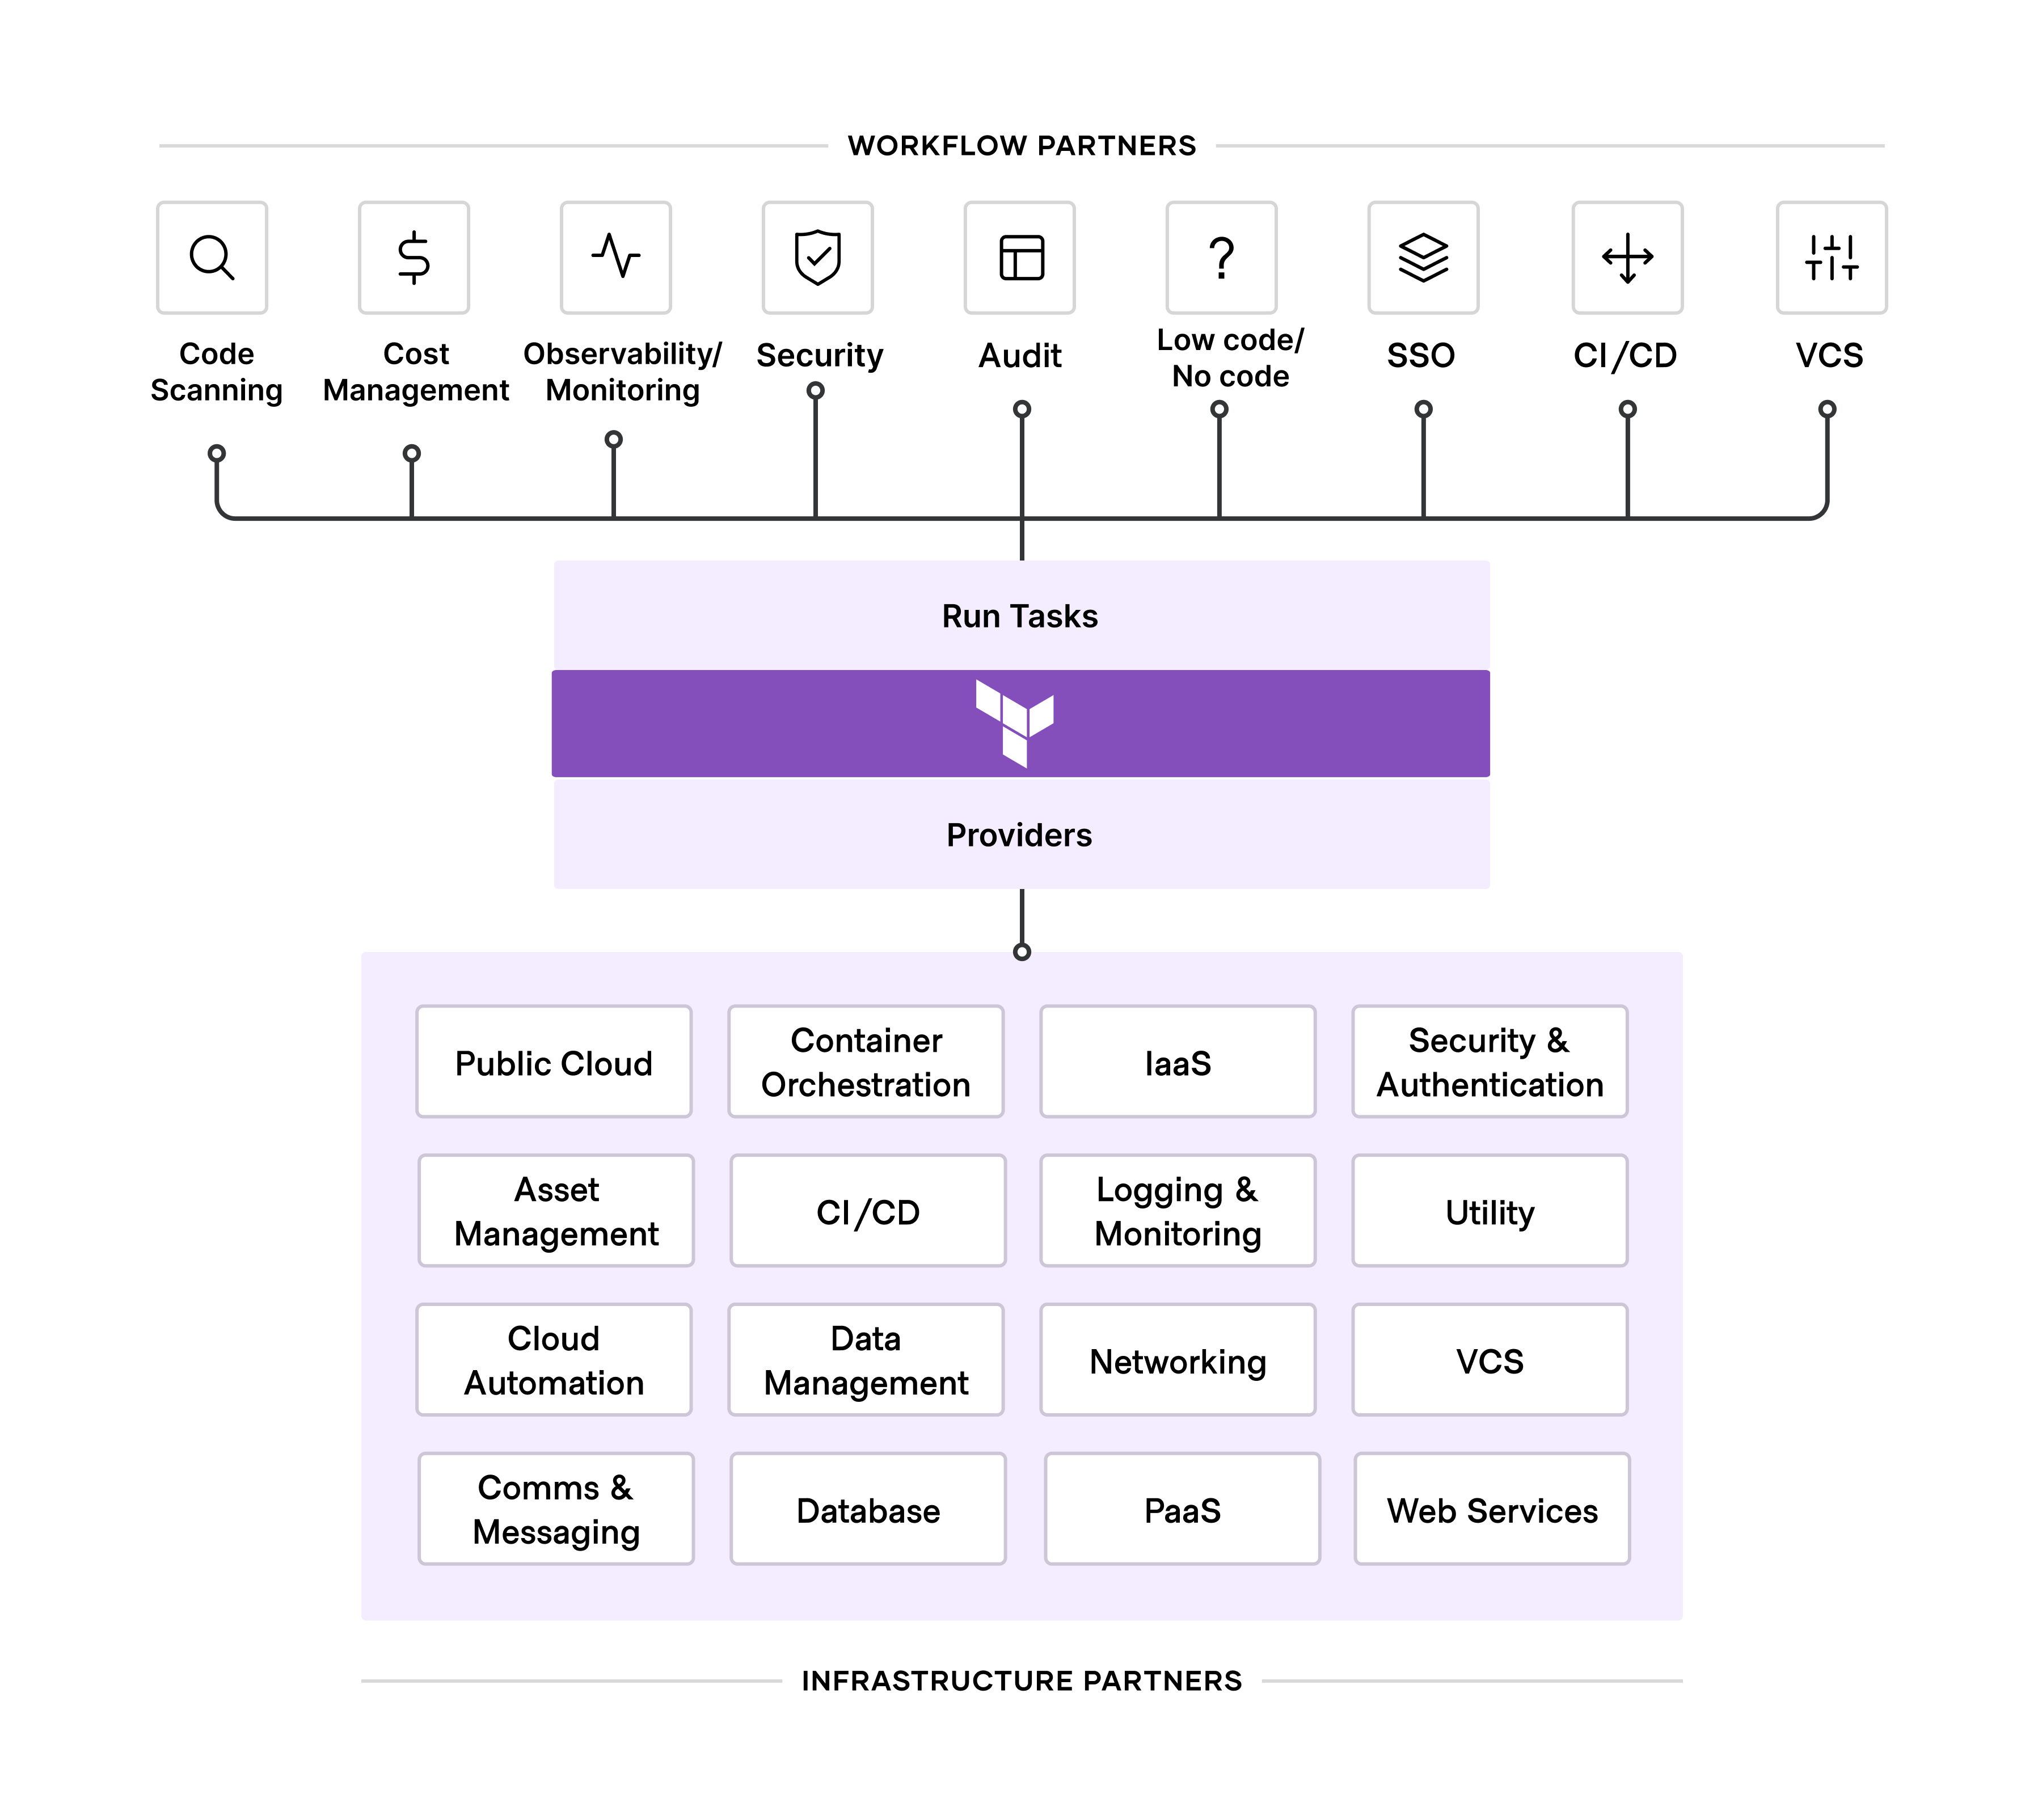 WORKFLOW PARTNERS
Code
Scanning
Cost
Management
Observability/
Monitoring
Security
Audit
Low code/
No code
SSO
CI/CD
VCS
Run Tasks
Providers
Public Cloud
Container
Orchestration
IaaS
Security &
Authentication
Asset
Management
CI/CD
Logging &
Monitoring
Utility
Cloud
Automation
Data
Management
Networking
VCS
Comms &
Messaging
Database
PaaS
Web Services
INFRASTRUCTURE PARTNERS